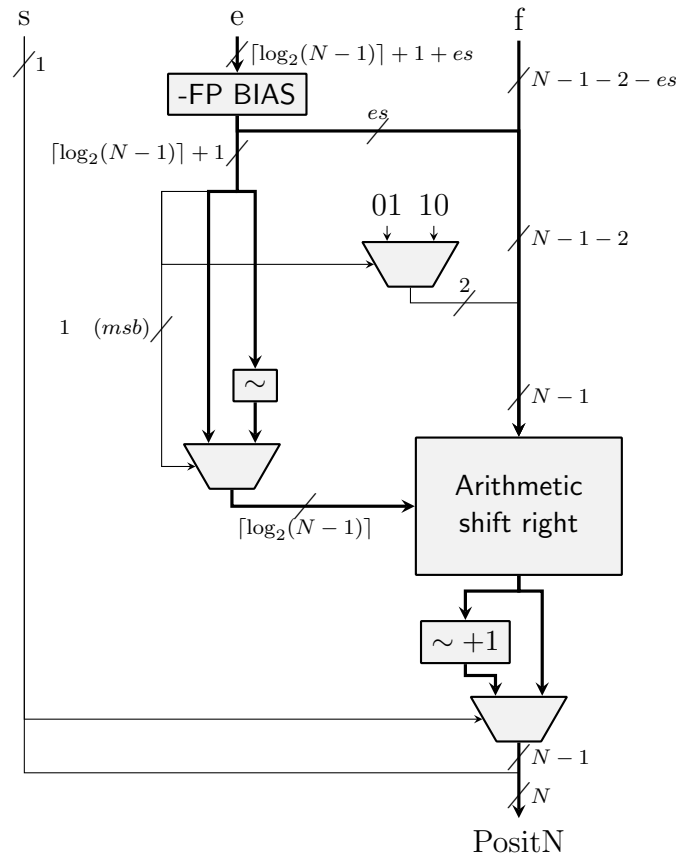 s e f
1
⌈log₂(N − 1)⌉ + 1 + es
N − 1 − 2 − es
-FP BIAS
es
⌈log₂(N − 1)⌉ + 1
01 10
N − 1 − 2
2
1 (msb)
∼
N − 1
Arithmetic
shift right
⌈log₂(N − 1)⌉
∼ +1
N − 1
N
PositN